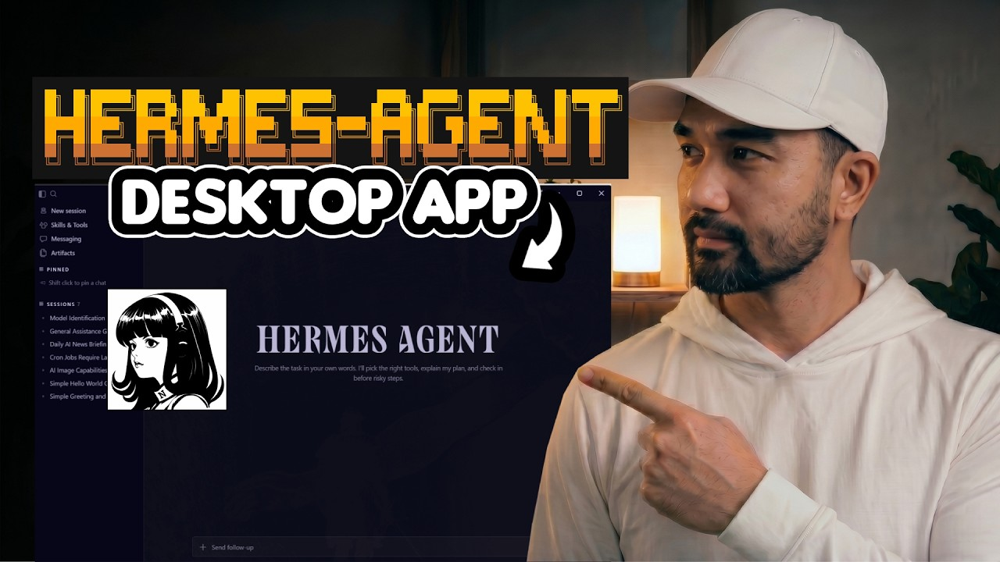 HERMES-AGENT
DESKTOP APP
New session
Skills & Tools
Messaging
Artifacts
PINNED
Shift click to pin a chat
SESSIONS 7
Model Identification
General Assistance G
Daily AI News Briefin
Cron Jobs Require La
AI Image Capabilities
Simple Hello World C
Simple Greeting and
N
HERMES AGENT
Describe the task in your own words. I'll pick the right tools, explain my plan, and check in
before risky steps.
Send follow-up